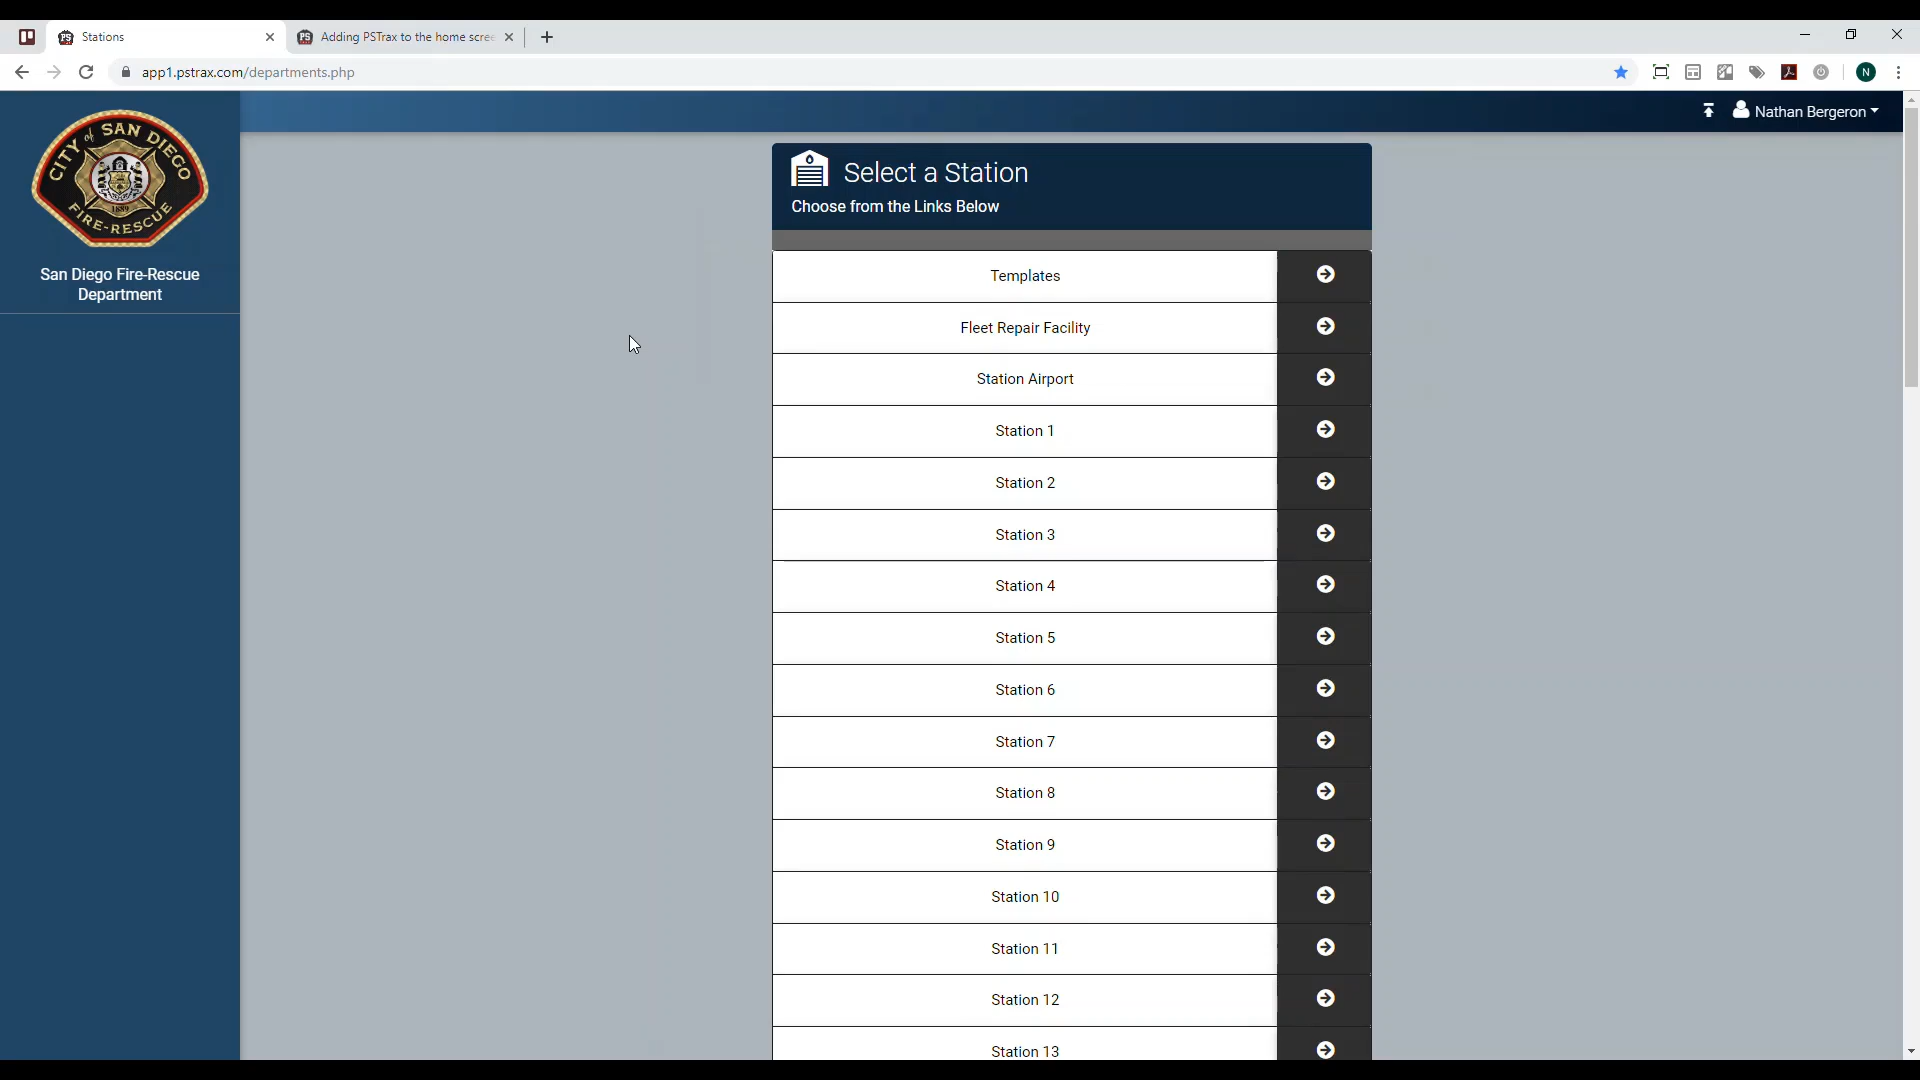 Stations
Adding PSTrax to the home scree
app1.pstrax.com/departments.php
N
Nathan Bergeron
CITY of SAN DIEGO
1889
FIRE-RESCUE
San Diego Fire-Rescue
Department
Select a Station
Choose from the Links Below
Templates
Fleet Repair Facility
Station Airport
Station 1
Station 2
Station 3
Station 4
Station 5
Station 6
Station 7
Station 8
Station 9
Station 10
Station 11
Station 12
Station 13